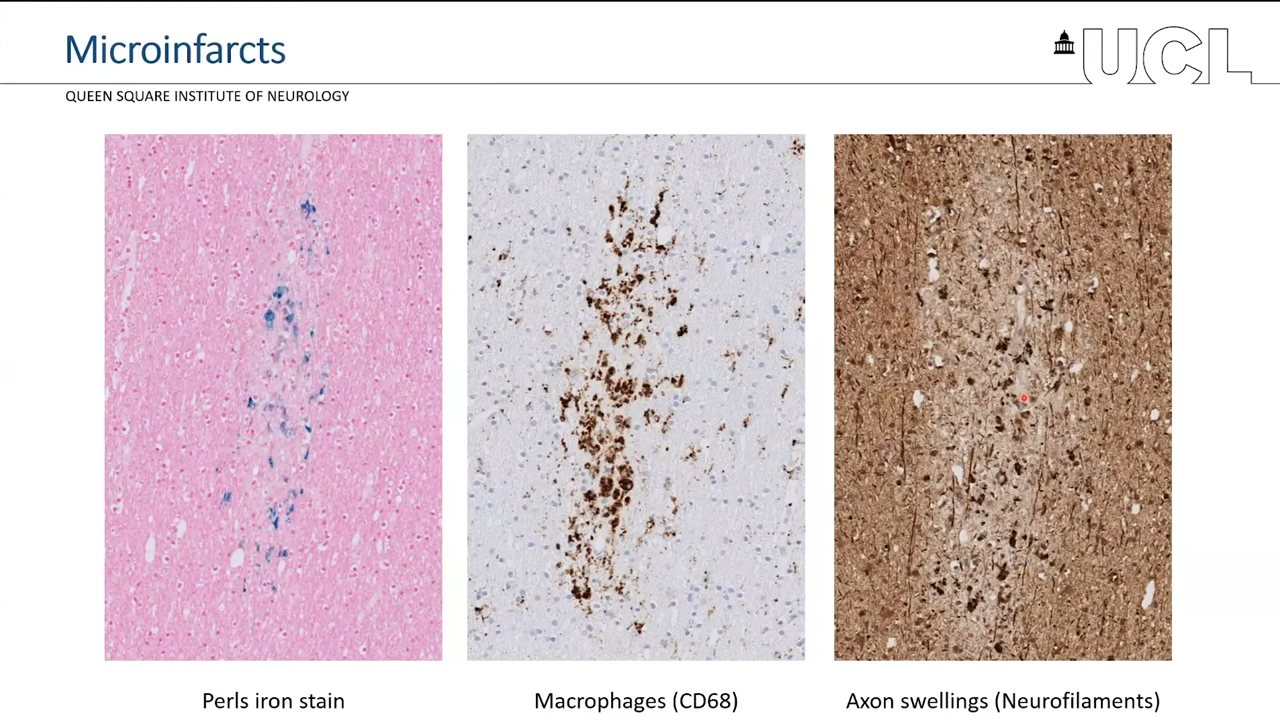 Microinfarcts
UCL
QUEEN SQUARE INSTITUTE OF NEUROLOGY
Perls iron stain
Macrophages (CD68)
Axon swellings (Neurofilaments)